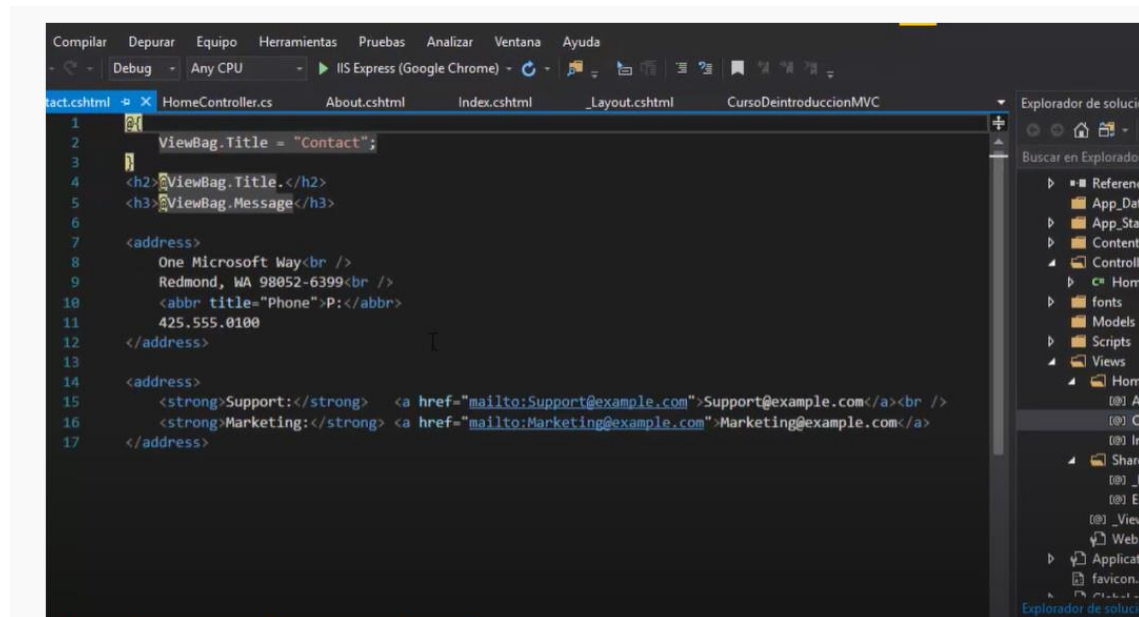 Compilar Depurar Equipo Herramientas Pruebas Analizar Ventana Ayuda
Debug Any CPU IIS Express (Google Chrome)
tact.cshtml HomeController.cs About.cshtml Index.cshtml _Layout.cshtml CursoDeintroduccionMVC
1 @{
2 ViewBag.Title = "Contact";
3 }
4 <h2>@ViewBag.Title.</h2>
5 <h3>@ViewBag.Message</h3>
6
7 <address>
8 One Microsoft Way<br />
9 Redmond, WA 98052-6399<br />
10 <abbr title="Phone">P:</abbr>
11 425.555.0100
12 </address>
13
14 <address>
15 <strong>Support:</strong> <a href="mailto:Support@example.com">Support@example.com</a><br />
16 <strong>Marketing:</strong> <a href="mailto:Marketing@example.com">Marketing@example.com</a>
17 </address>
Explorador de soluci
Buscar en Explorado
Referenc
App_Dat
App_Sta
Content
Controll
C# Hom
fonts
Models
Scripts
Views
Hom
[@] A
[@] C
[@] In
Share
[@] _
[@] E
[@] _View
Web
Applicat
favicon.
Explorador de soluci